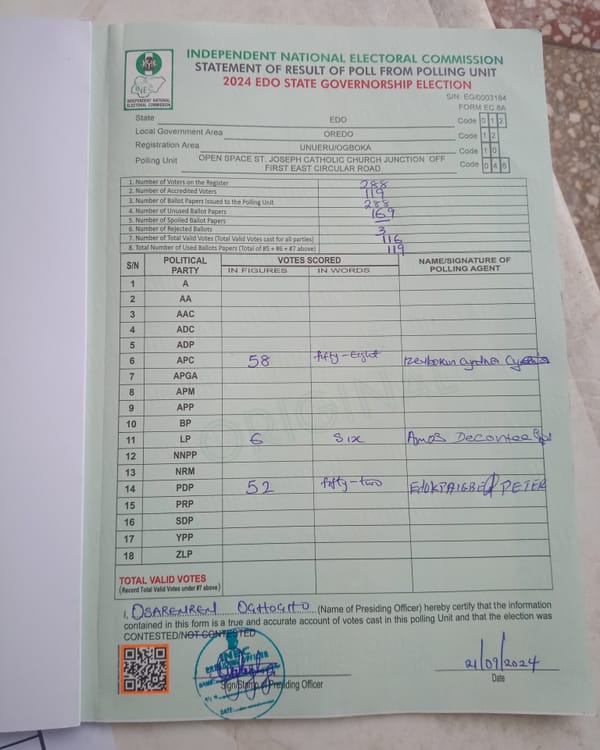 INDEPENDENT NATIONAL ELECTORAL COMMISSION
STATEMENT OF RESULT OF POLL FROM POLLING UNIT
2024 EDO STATE GOVERNORSHIP ELECTION
INEC
INDEPENDENT NATIONAL
ELECTORAL COMMISSION
S/N: EG/0003184
FORM EC 8A
State EDO Code 0 1 2
Local Government Area OREDO Code 1 2
Registration Area UNUERU/OGBOKA Code 1 0
Polling Unit OPEN SPACE ST. JOSEPH CATHOLIC CHURCH JUNCTION OFF FIRST EAST CIRCULAR ROAD Code 0 4 6
1. Number of Voters on the Register 288
2. Number of Accredited Voters 119
3. Number of Ballot Papers Issued to the Polling Unit 288
4. Number of Unused Ballot Papers 169
5. Number of Spoiled Ballot Papers —
6. Number of Rejected Ballots 3
7. Number of Total Valid Votes (Total Valid Votes cast for all parties) 116
8. Total Number of Used Ballots Papers (Total of #5 + #6 + #7 above) 119
S/N POLITICAL PARTY VOTES SCORED NAME/SIGNATURE OF POLLING AGENT
IN FIGURES IN WORDS
1 A
2 AA
3 AAC
4 ADC
5 ADP
6 APC 58 fifty-Eight
7 APGA
8 APM
9 APP
10 BP
11 LP 6 Six Amos Decontee
12 NNPP
13 NRM
14 PDP 52 fifty-two PETER
15 PRP
16 SDP
17 YPP
18 ZLP
ORIGINAL
TOTAL VALID VOTES
(Record Total Valid Votes under #7 above)
I, OSARENREN OGHOGHO (Name of Presiding Officer) hereby certify that the information
contained in this form is a true and accurate account of votes cast in this polling Unit and that the election was
CONTESTED/NOT CONTESTED
INEC
PRESIDING OFFICER
NAME:
DATE:
Sign/Stamp of Presiding Officer
21/09/2024
Date